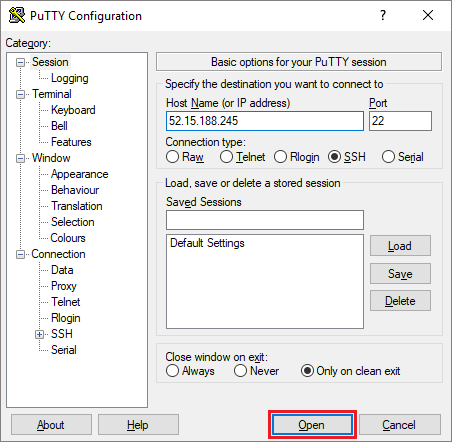 PuTTY Configuration
?
Category:
Session
Logging
Terminal
Keyboard
Bell
Features
Window
Appearance
Behaviour
Translation
Selection
Colours
Connection
Data
Proxy
Telnet
Rlogin
SSH
Serial
Basic options for your PuTTY session
Specify the destination you want to connect to
Host Name (or IP address) Port
52.15.188.245 22
Connection type:
Raw Telnet Rlogin SSH Serial
Load, save or delete a stored session
Saved Sessions
Default Settings
Load
Save
Delete
Close window on exit:
Always Never Only on clean exit
About Help Open Cancel